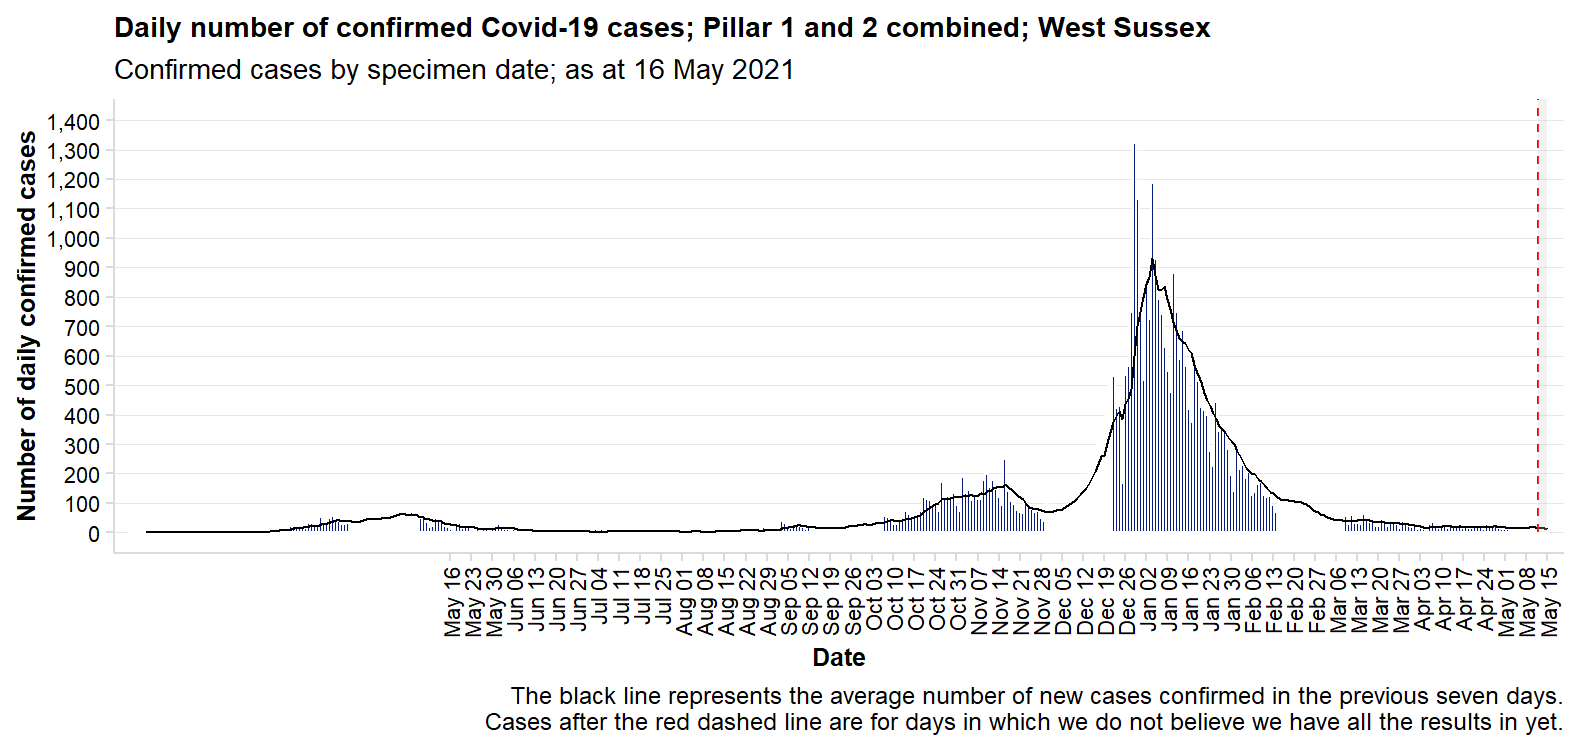 Daily number of confirmed Covid-19 cases; Pillar 1 and 2 combined; West Sussex
Confirmed cases by specimen date; as at 16 May 2021
Number of daily confirmed cases
1,400
1,300
1,200
1,100
1,000
900
800
700
600
500
400
300
200
100
0
May 16
May 23
May 30
Jun 06
Jun 13
Jun 20
Jun 27
Jul 04
Jul 11
Jul 18
Jul 25
Aug 01
Aug 08
Aug 15
Aug 22
Aug 29
Sep 05
Sep 12
Sep 19
Sep 26
Oct 03
Oct 10
Oct 17
Oct 24
Oct 31
Nov 07
Nov 14
Nov 21
Nov 28
Dec 05
Dec 12
Dec 19
Dec 26
Jan 02
Jan 09
Jan 16
Jan 23
Jan 30
Feb 06
Feb 13
Feb 20
Feb 27
Mar 06
Mar 13
Mar 20
Mar 27
Apr 03
Apr 10
Apr 17
Apr 24
May 01
May 08
May 15
Date
The black line represents the average number of new cases confirmed in the previous seven days.
Cases after the red dashed line are for days in which we do not believe we have all the results in yet.